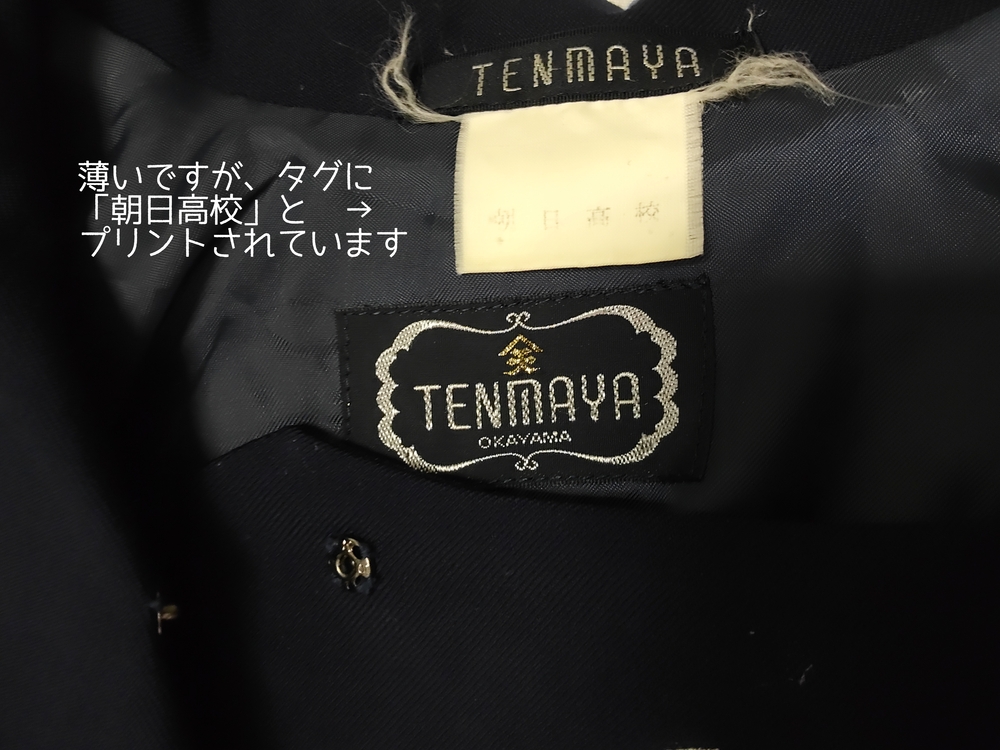 TENMAYA
薄いですが、タグに
「朝日高校」と →
プリントされています
朝日高校
TENMAYA
OKAYAMA